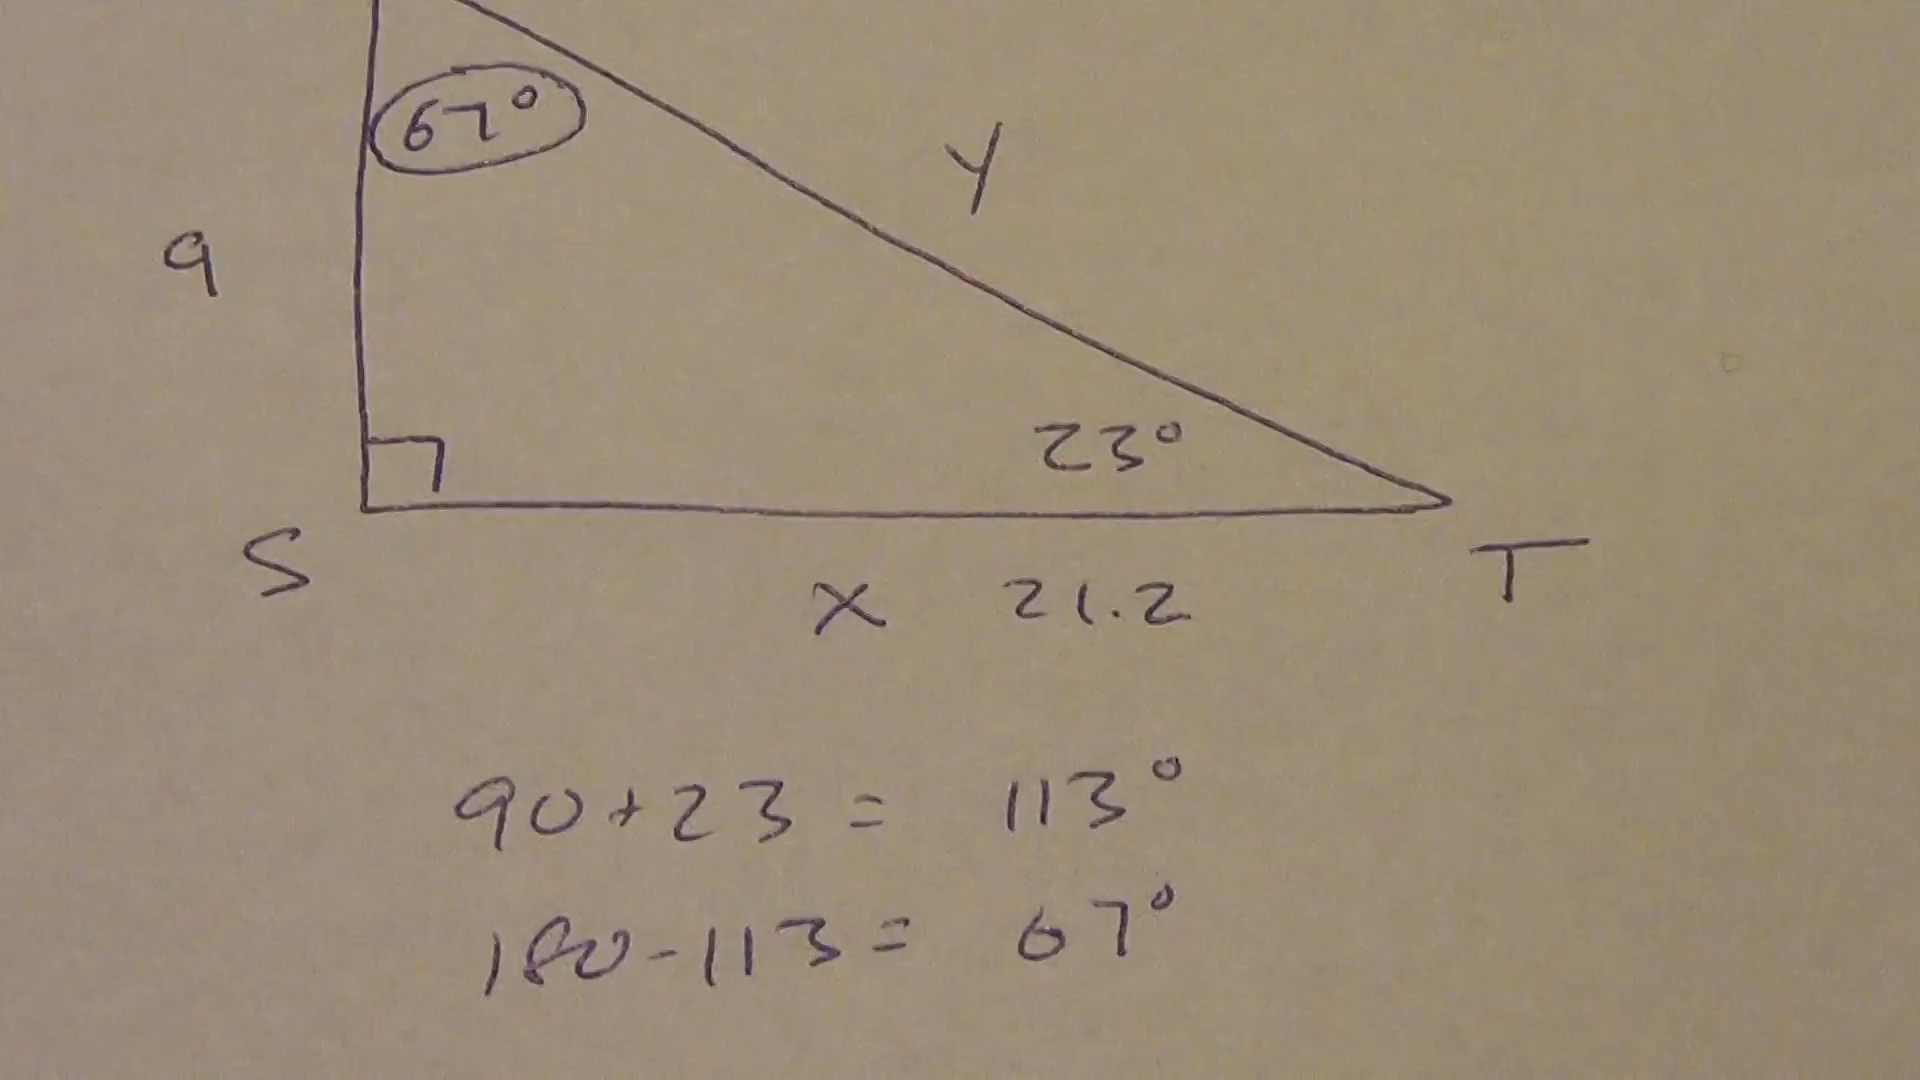 67°
Y
9
23°
S
T
X 21.2
90+23 = 113°
180-113 = 67°